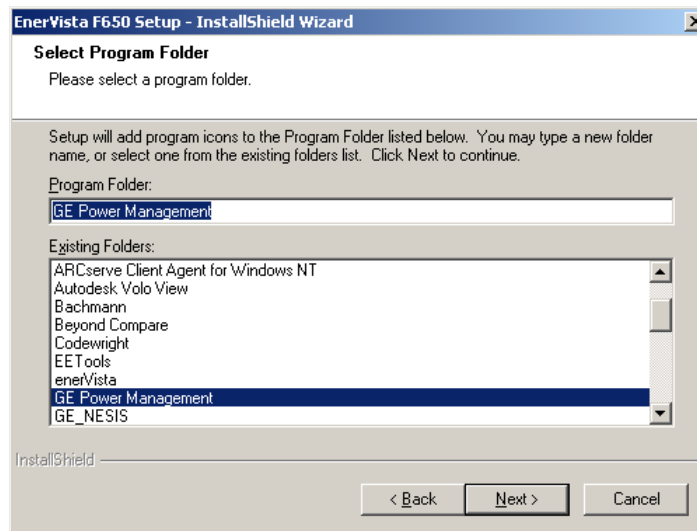 EnerVista F650 Setup - InstallShield Wizard
Select Program Folder
Please select a program folder.
Setup will add program icons to the Program Folder listed below. You may type a new folder
name, or select one from the existing folders list. Click Next to continue.
Program Folder:
GE Power Management
Existing Folders:
ARCserve Client Agent for Windows NT
Autodesk Volo View
Bachmann
Beyond Compare
Codewright
EETools
enerVista
GE Power Management
GE_NESIS
InstallShield
< Back Next > Cancel